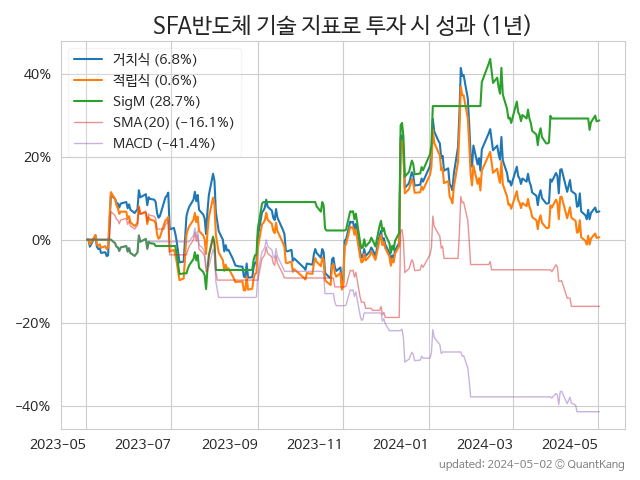 SFA반도체 기술 지표로 투자 시 성과 (1년)
거치식 (6.8%)
적립식 (0.6%)
SigM (28.7%)
SMA(20) (−16.1%)
MACD (−41.4%)
40%
20%
0%
−20%
−40%
2023-05 2023-07 2023-09 2023-11 2024-01 2024-03 2024-05
updated: 2024-05-02 © QuantKang